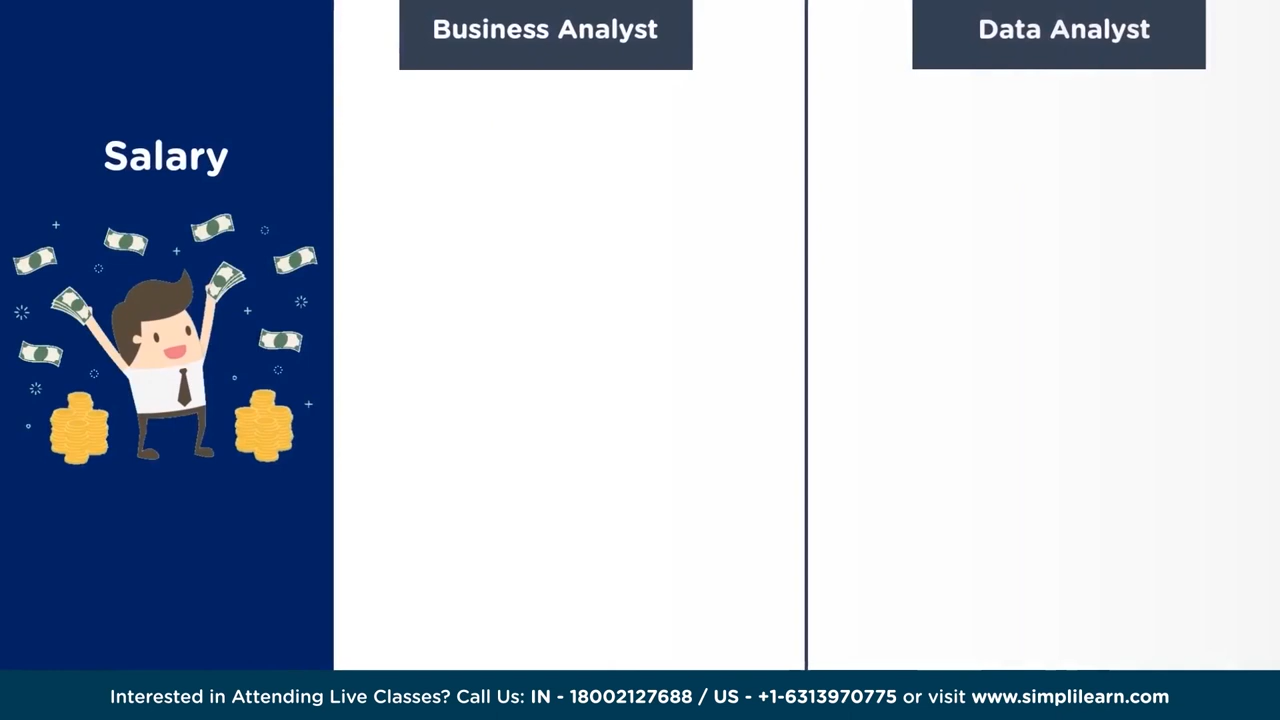 Business Analyst
Data Analyst
Salary
Interested in Attending Live Classes? Call Us: IN - 18002127688 / US - +1-6313970775 or visit www.simplilearn.com